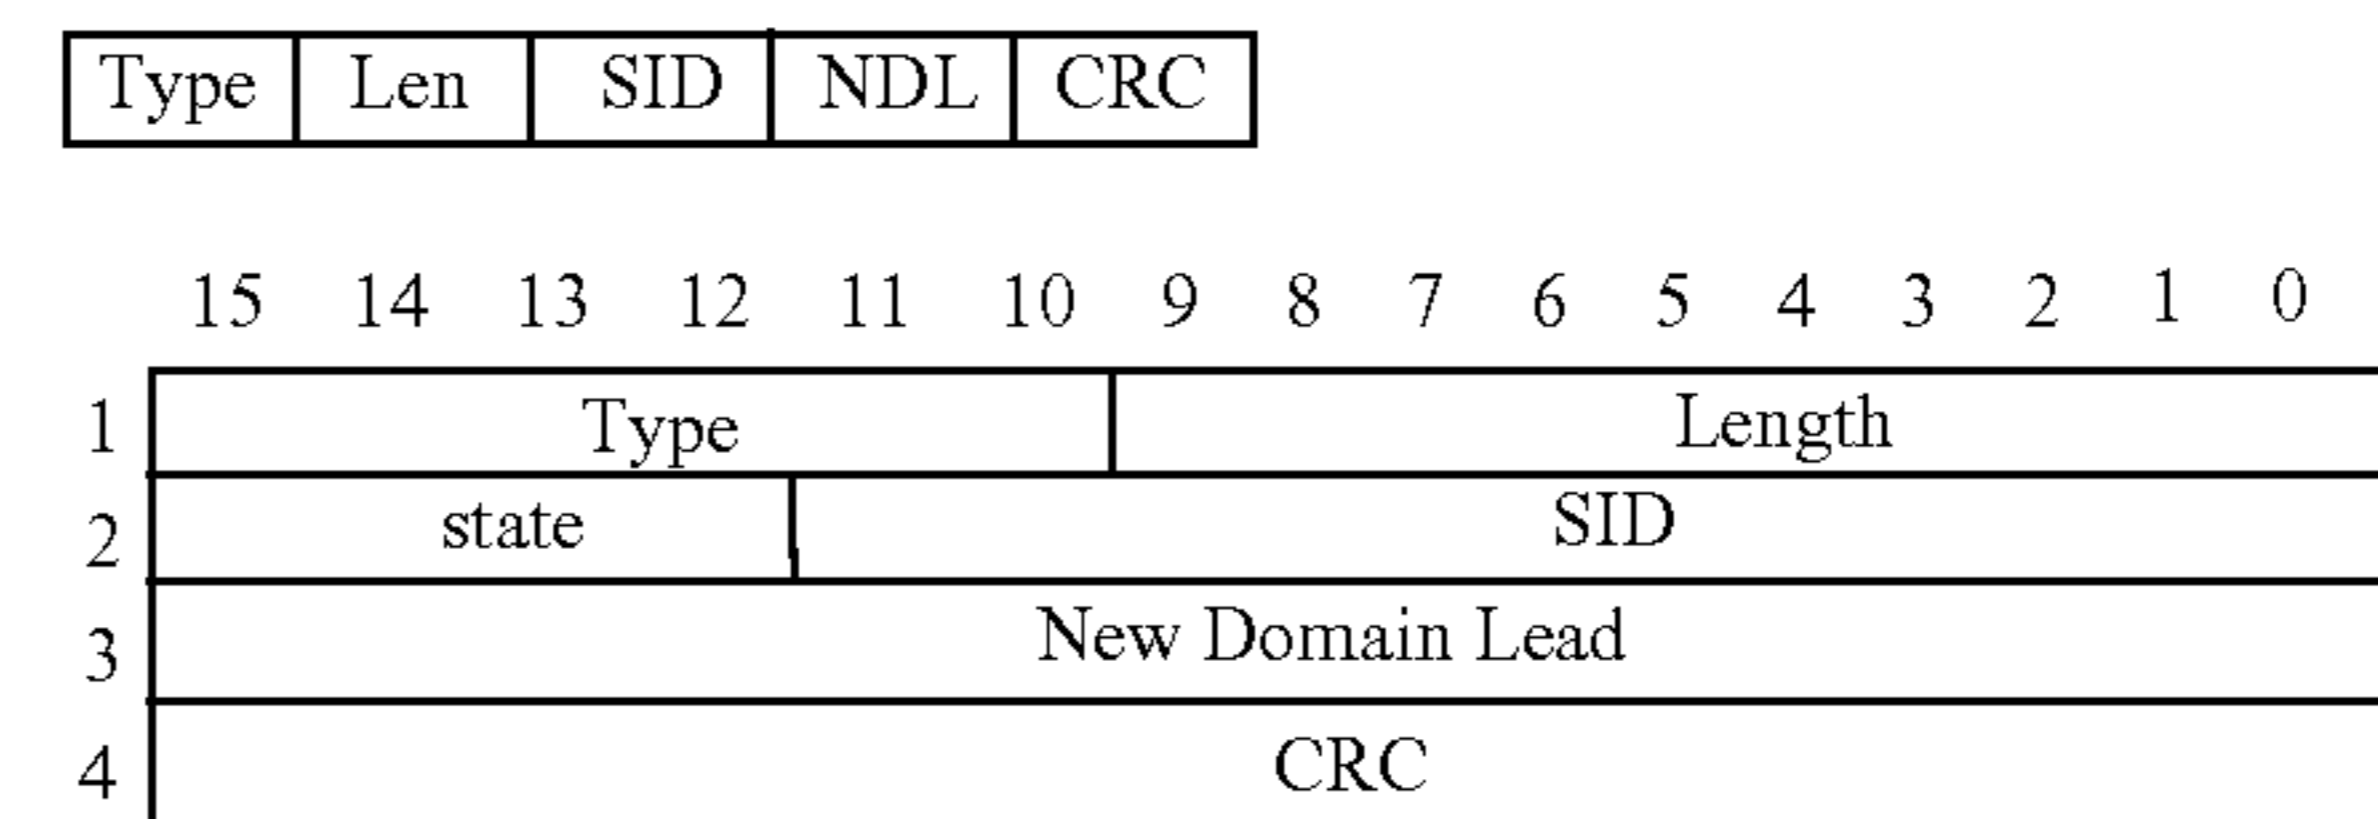 Type Len SID NDL CRC
15 14 13 12 11 10 9 8 7 6 5 4 3 2 1 0
1 Type Length
2 state SID
3 New Domain Lead
4 CRC